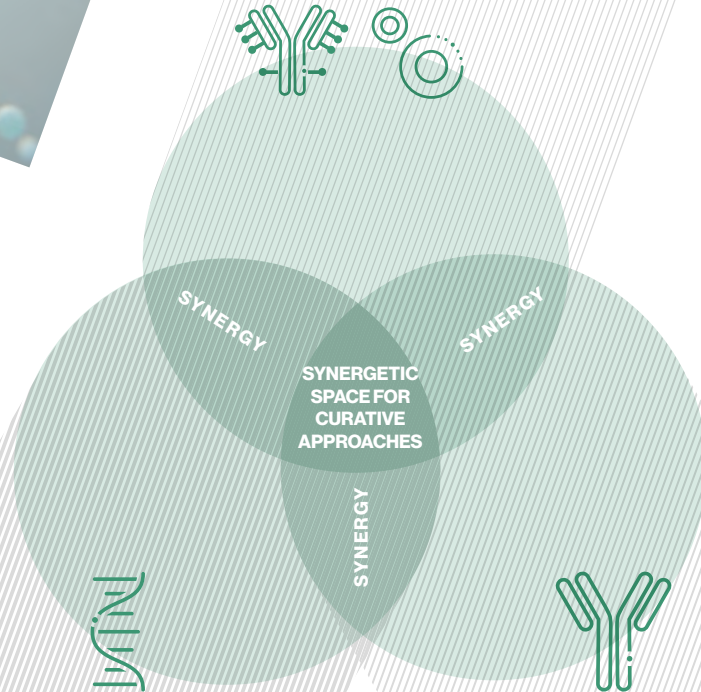 SYNERGY
SYNERGY
SYNERGETIC
SPACE FOR
CURATIVE
APPROACHES
SYNERGY